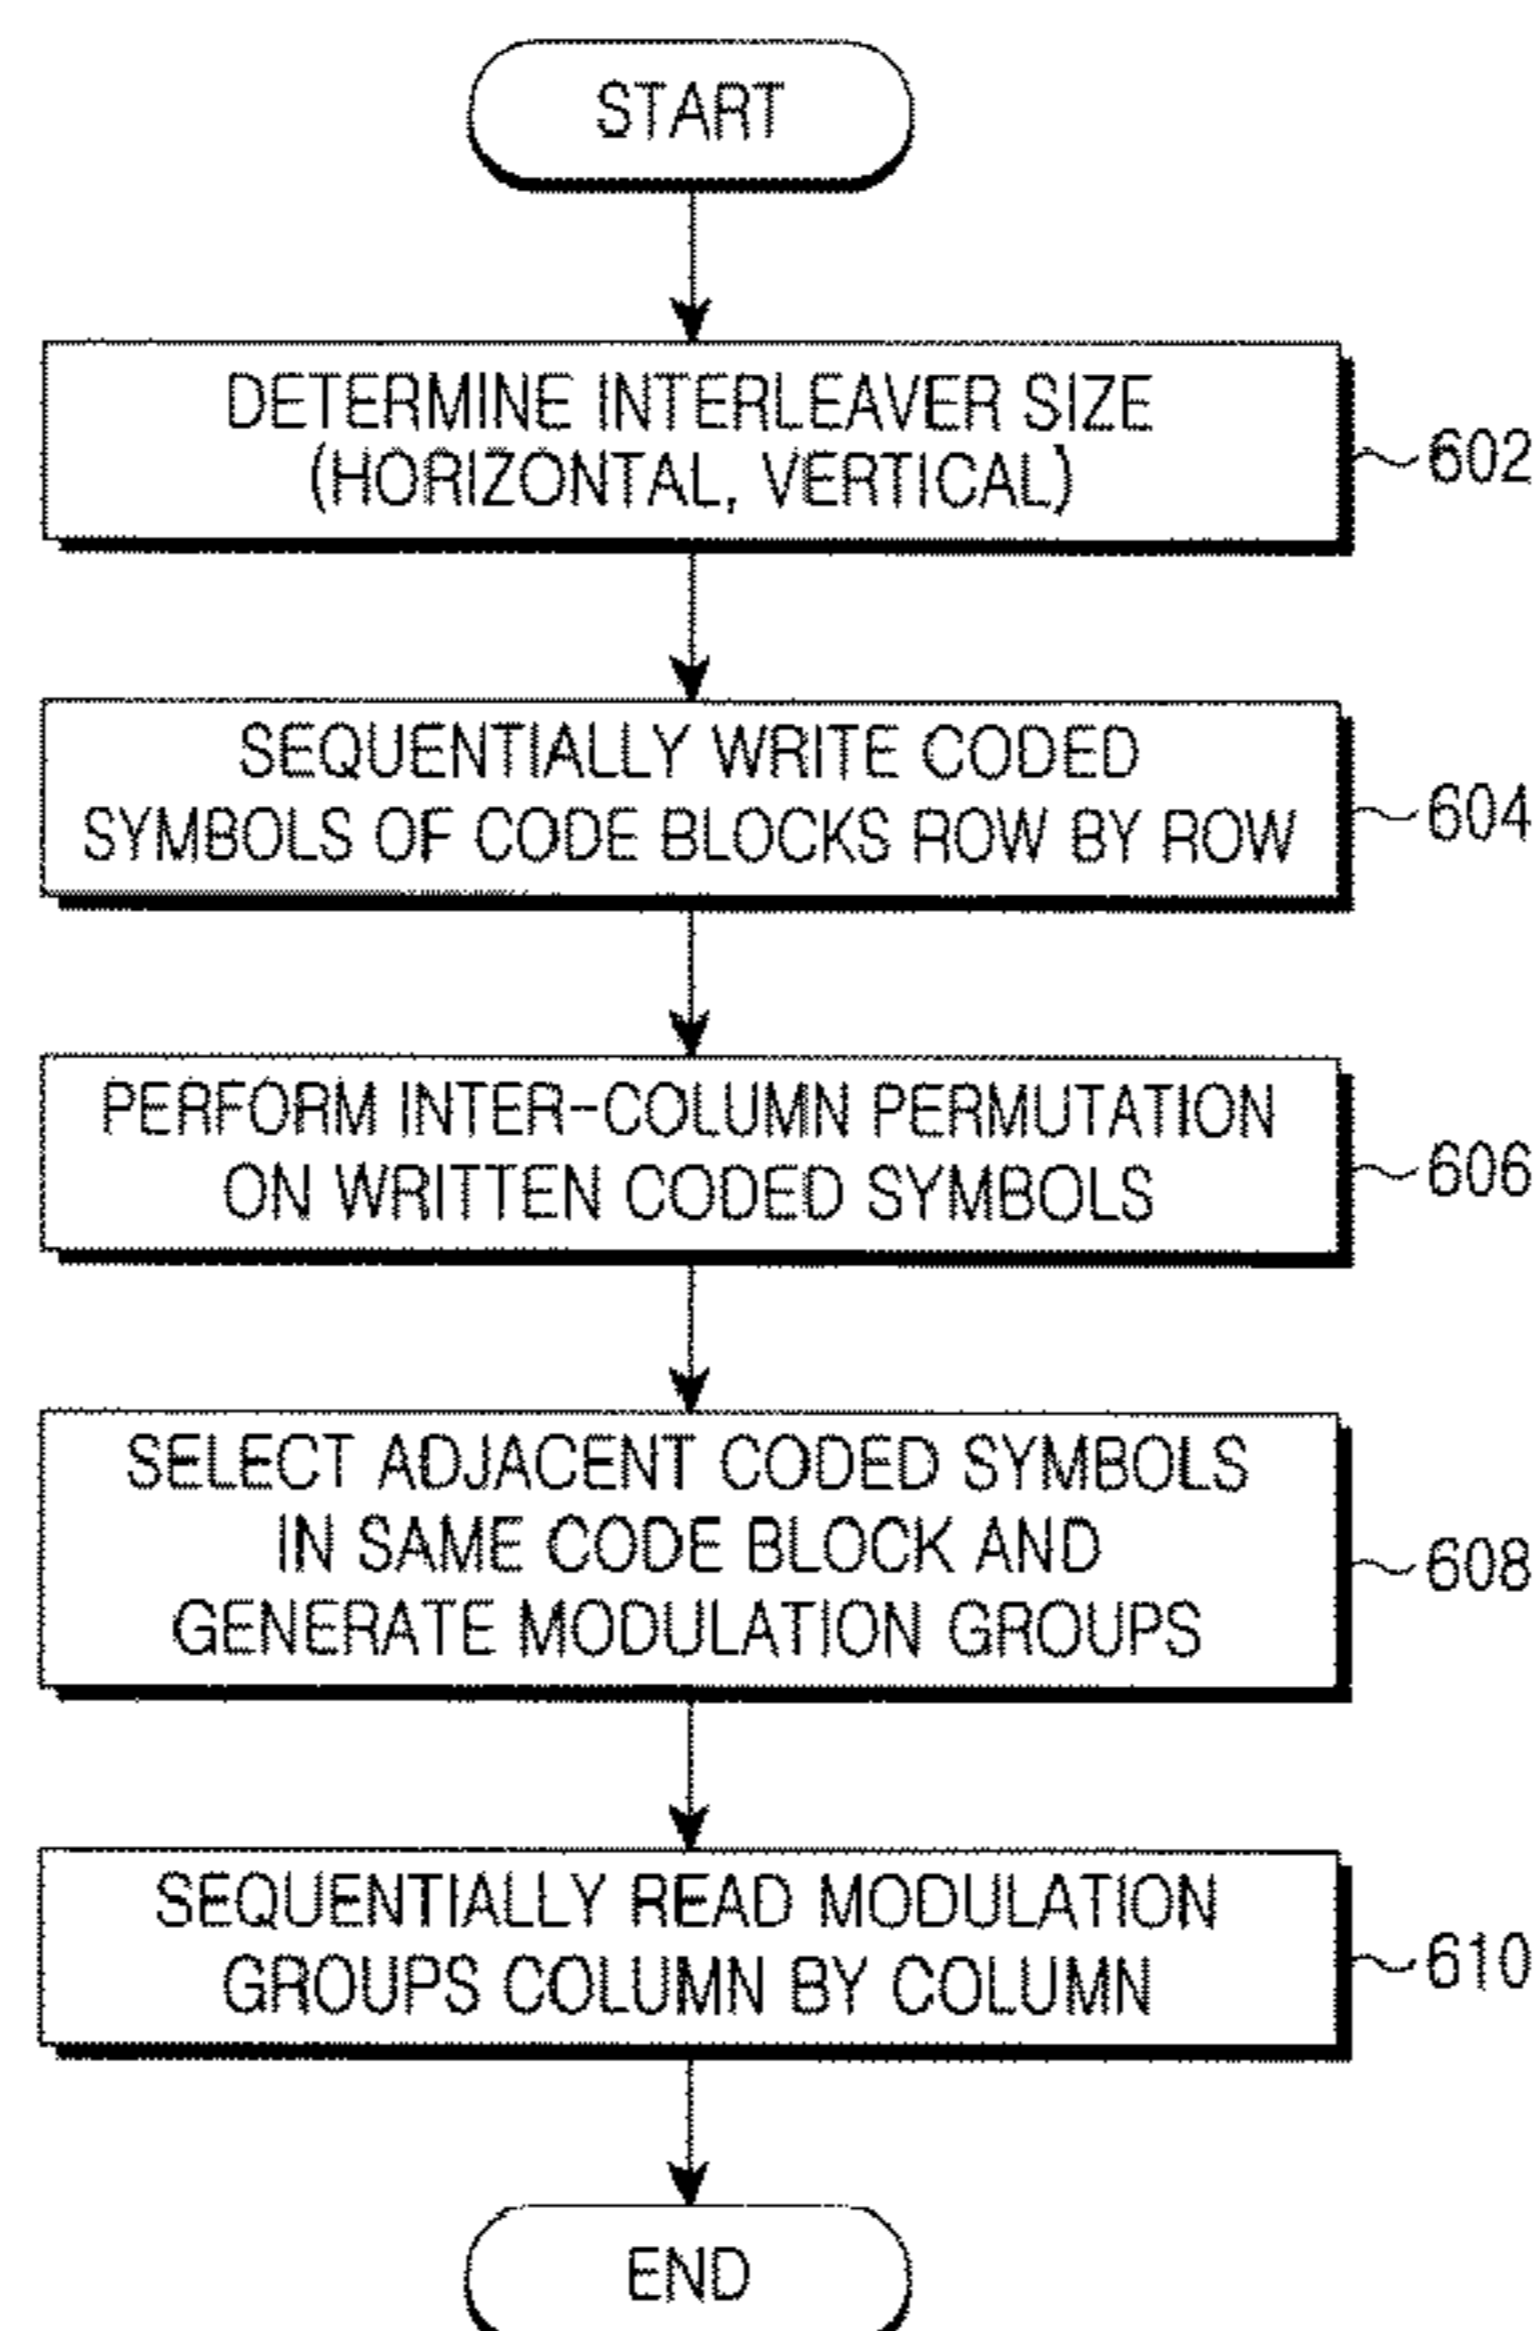 START
DETERMINE INTERLEAVER SIZE
(HORIZONTAL, VERTICAL)
602
SEQUENTIALLY WRITE CODED
SYMBOLS OF CODE BLOCKS ROW BY ROW
604
PERFORM INTER-COLUMN PERMUTATION
ON WRITTEN CODED SYMBOLS
606
SELECT ADJACENT CODED SYMBOLS
IN SAME CODE BLOCK AND
GENERATE MODULATION GROUPS
608
SEQUENTIALLY READ MODULATION
GROUPS COLUMN BY COLUMN
610
END